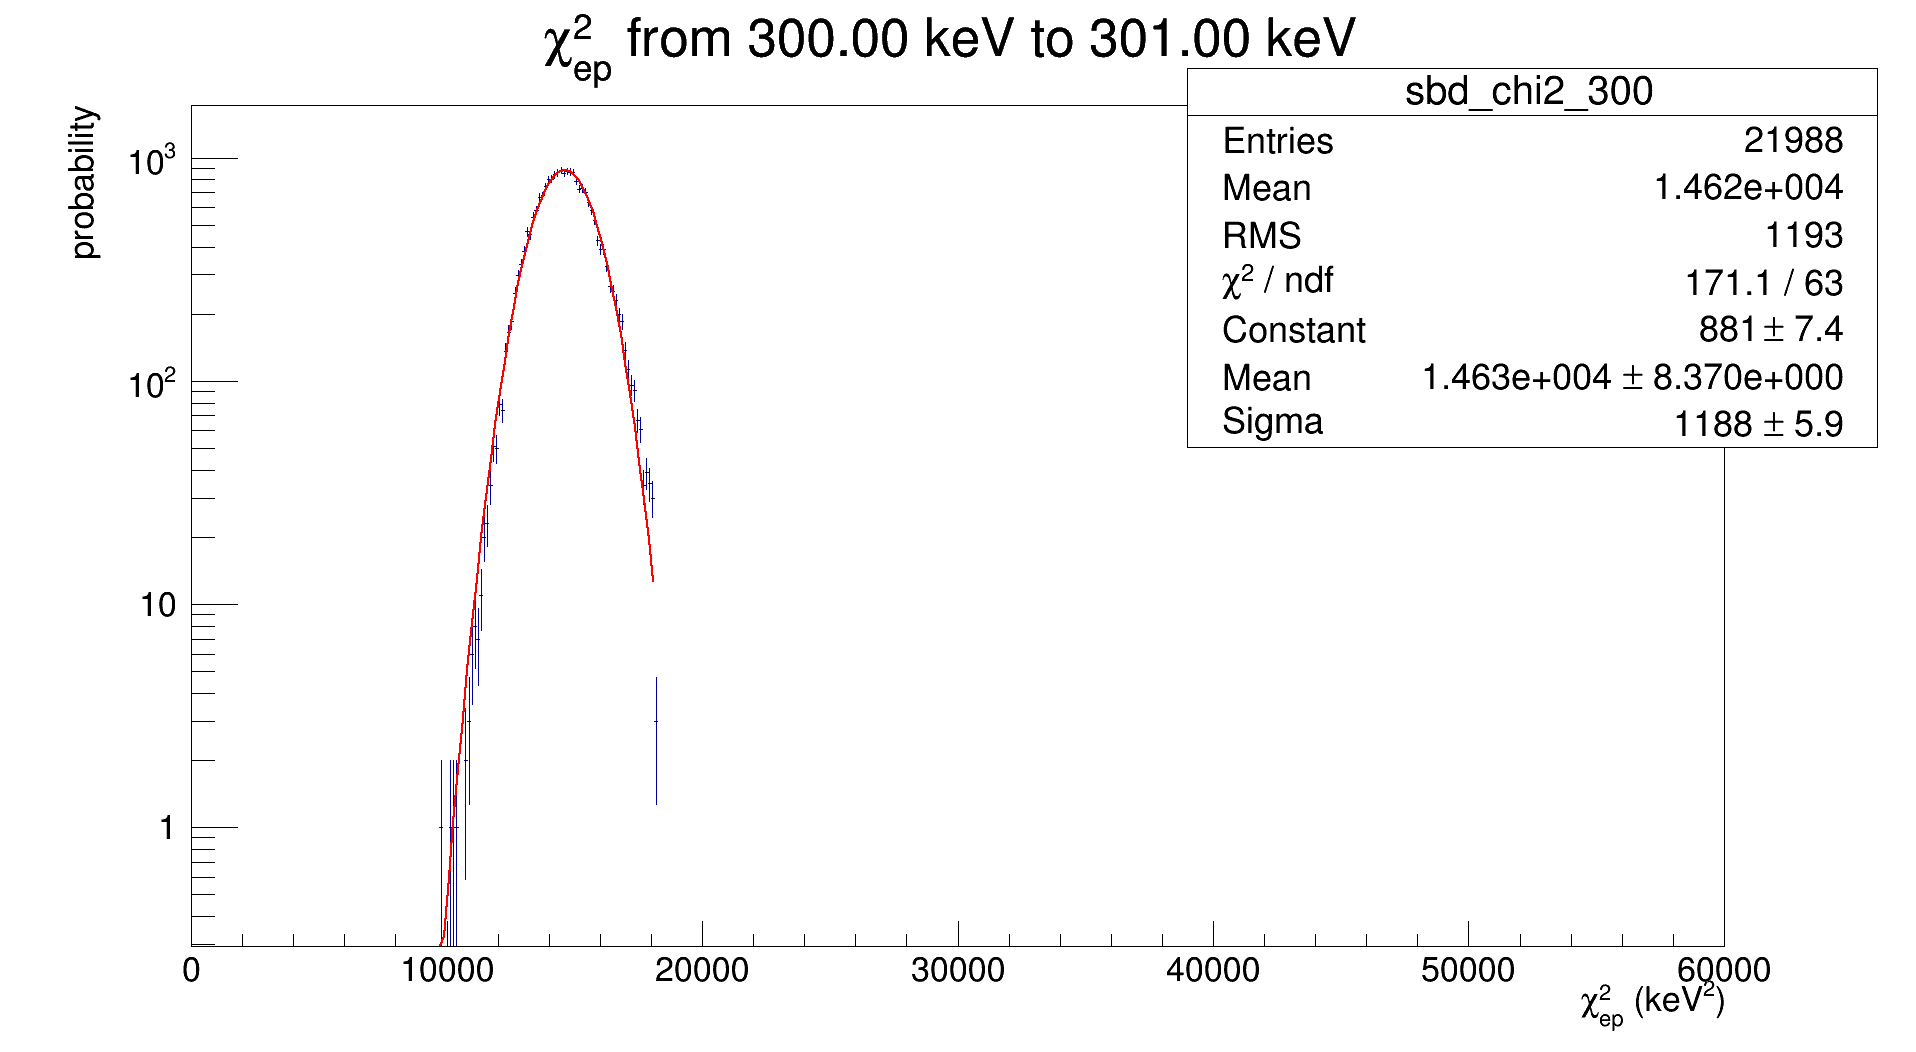 χ²ep from 300.00 keV to 301.00 keV
sbd_chi2_300
Entries 21988
Mean 1.462e+004
RMS 1193
χ² / ndf 171.1 / 63
Constant 881 ± 7.4
Mean 1.463e+004 ± 8.370e+000
Sigma 1188 ± 5.9
probability
10³
10²
10
1
0 10000 20000 30000 40000 50000 60000
χ²ep (keV²)